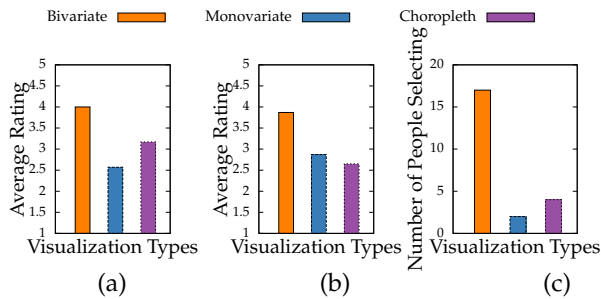 Bivariate Monovariate Choropleth
Average Rating
5
4.5
4
3.5
3
2.5
2
1.5
1
Visualization Types
(a)
Average Rating
5
4.5
4
3.5
3
2.5
2
1.5
1
Visualization Types
(b)
Number of People Selecting
20
15
10
5
0
Visualization Types
(c)